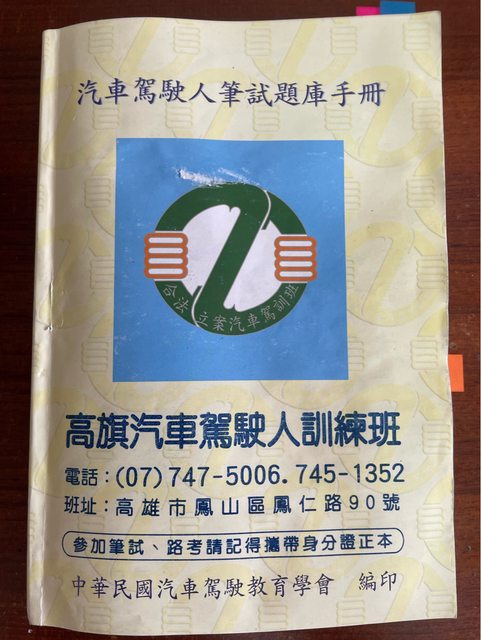 汽車駕駛人筆試題庫手冊
合法立案汽車駕訓班
高旗汽車駕駛人訓練班
電話：(07)747-5006.745-1352
班址：高雄市鳳山區鳳仁路90號
參加筆試、路考請記得攜帶身分證正本
中華民國汽車駕駛教育學會 編印